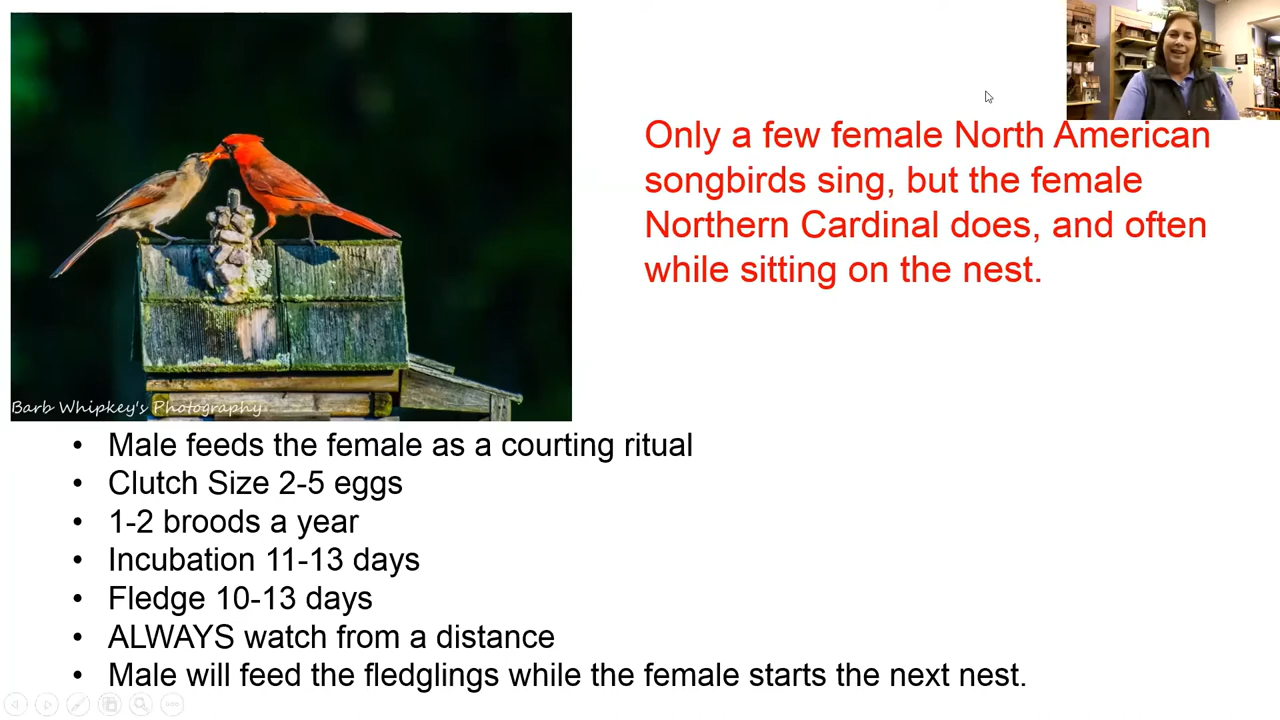 Only a few female North American
songbirds sing, but the female
Northern Cardinal does, and often
while sitting on the nest.
Barb Whipkey's Photography
• Male feeds the female as a courting ritual
• Clutch Size 2-5 eggs
• 1-2 broods a year
• Incubation 11-13 days
• Fledge 10-13 days
• ALWAYS watch from a distance
• Male will feed the fledglings while the female starts the next nest.